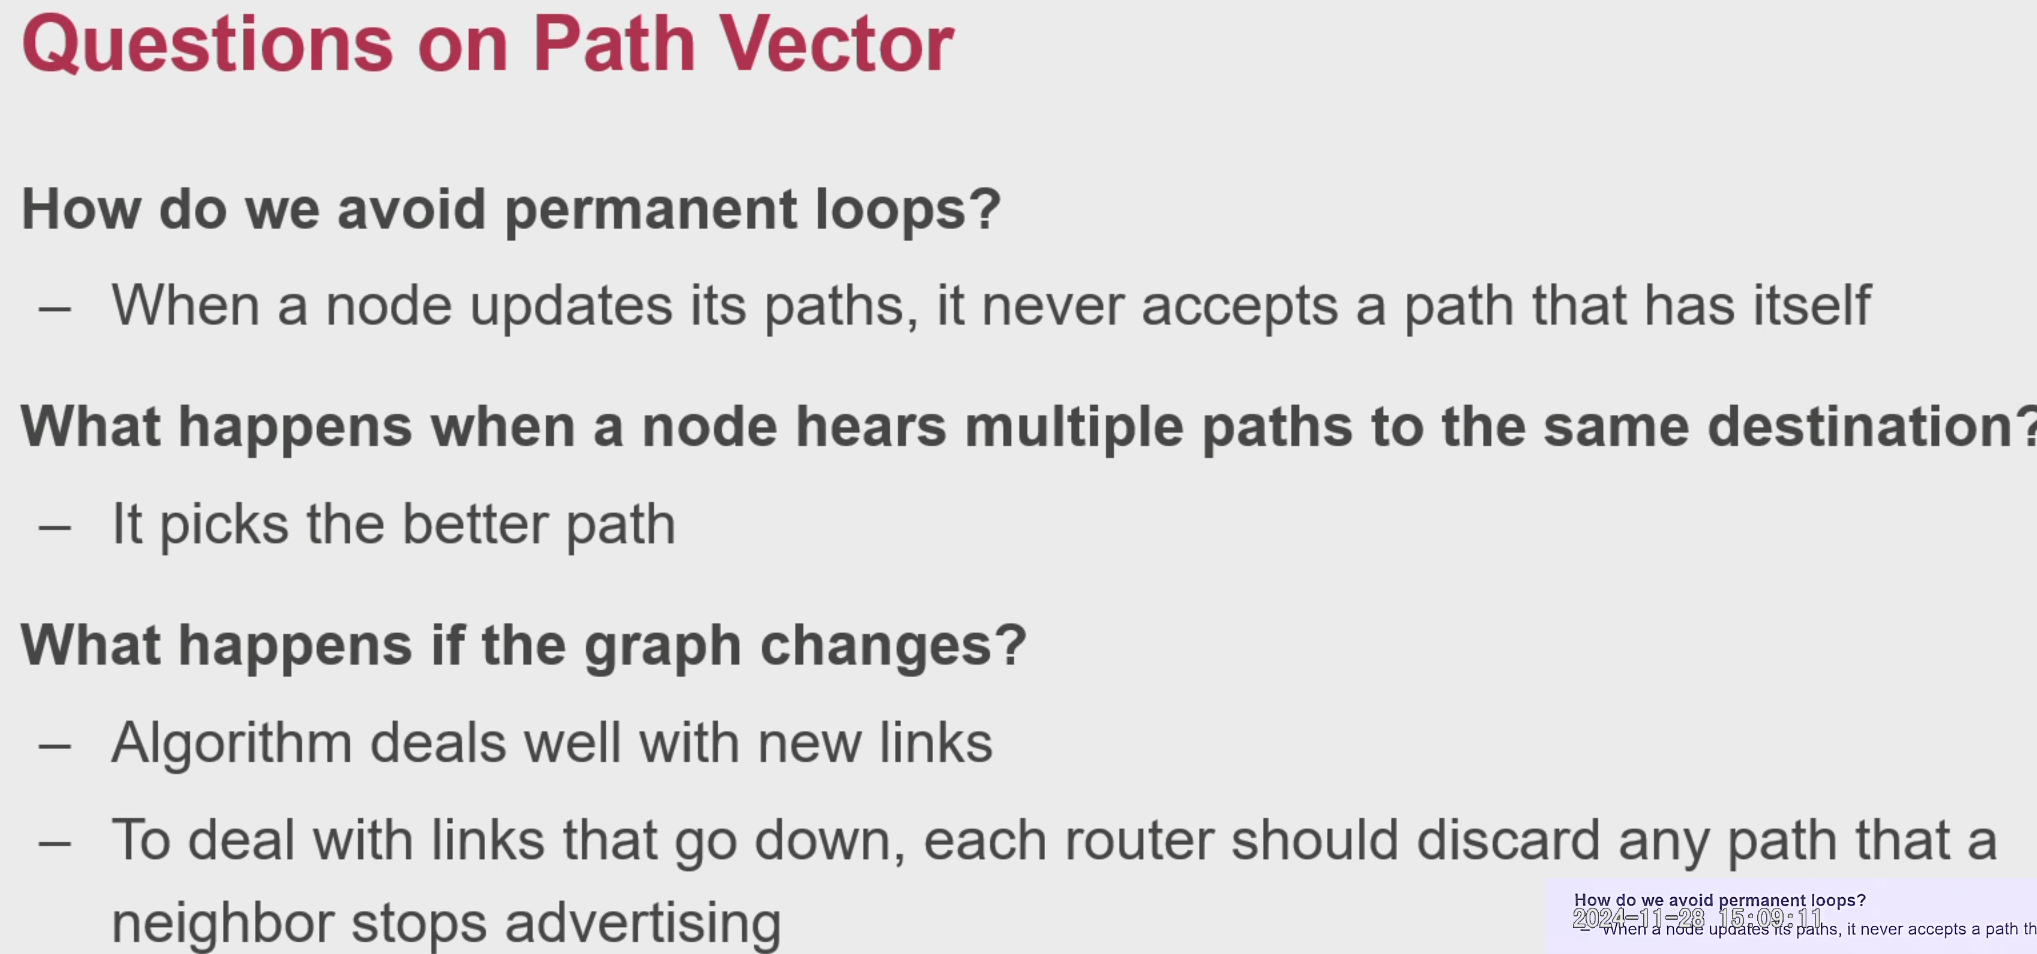 Questions on Path Vector
How do we avoid permanent loops?
– When a node updates its paths, it never accepts a path that has itself
What happens when a node hears multiple paths to the same destination?
– It picks the better path
What happens if the graph changes?
– Algorithm deals well with new links
– To deal with links that go down, each router should discard any path that a
neighbor stops advertising
How do we avoid permanent loops?
2024-11-28 15:09:11
– When a node updates its paths, it never accepts a path th